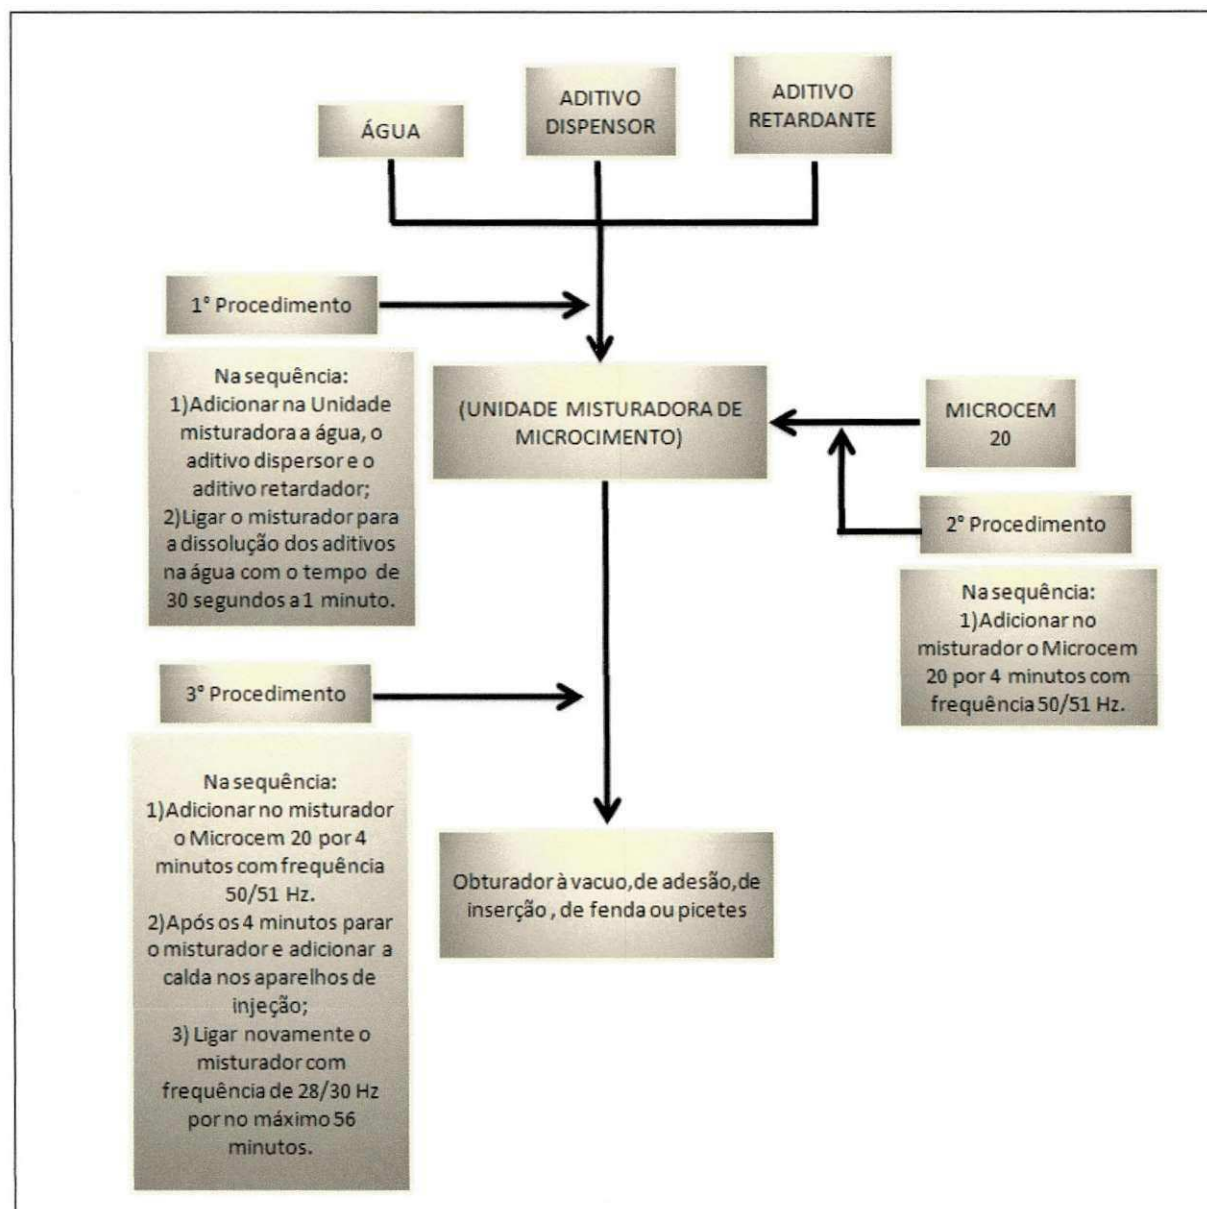 ÁGUA
ADITIVO
DISPENSOR
ADITIVO
RETARDANTE
1° Procedimento
Na sequência:
1)Adicionar na Unidade
misturadora a água, o
aditivo dispersor e o
aditivo retardador;
2)Ligar o misturador para
a dissolução dos aditivos
na água com o tempo de
30 segundos a 1 minuto.
(UNIDADE MISTURADORA DE
MICROCIMENTO)
MICROCEM
20
2° Procedimento
Na sequência:
1)Adicionar no
misturador o Microcem
20 por 4 minutos com
frequência 50/51 Hz.
3° Procedimento
Na sequência:
1)Adicionar no misturador
o Microcem 20 por 4
minutos com frequência
50/51 Hz.
2)Após os 4 minutos parar
o misturador e adicionar a
calda nos aparelhos de
injeção;
3) Ligar novamente o
misturador com
frequência de 28/30 Hz
por no máximo 56
minutos.
Obturador à vacuo,de adesão,de
inserção , de fenda ou picetes